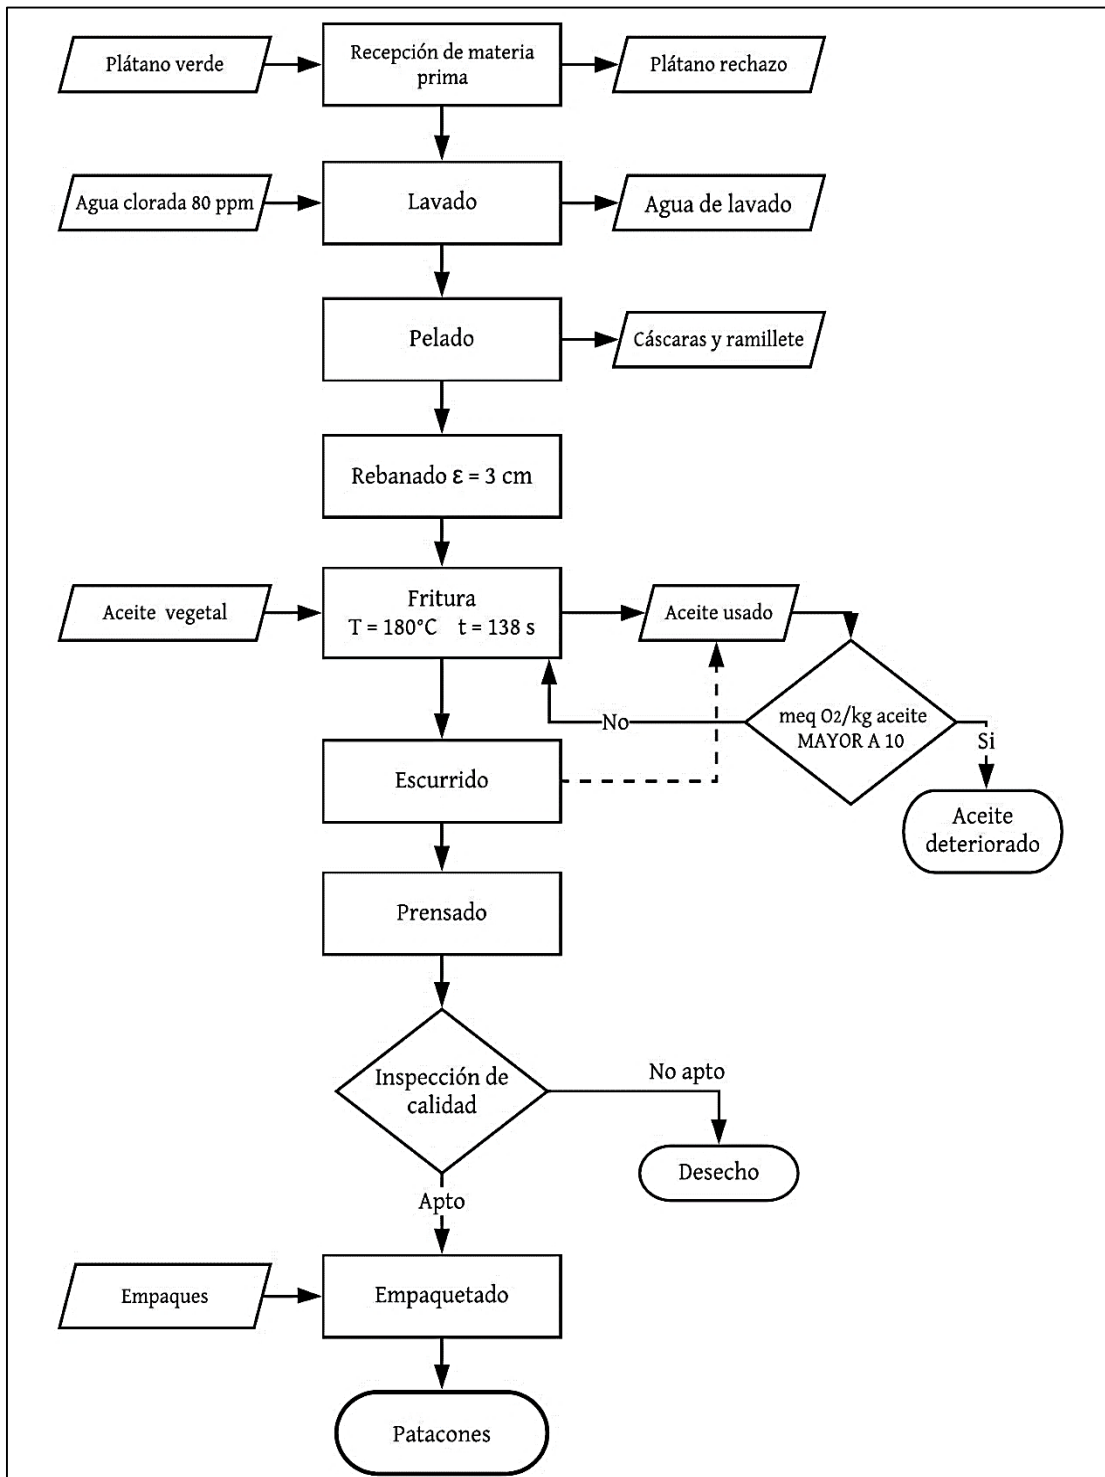 Plátano verde
Recepción de materia
prima
Plátano rechazo
Agua clorada 80 ppm
Lavado
Agua de lavado
Pelado
Cáscaras y ramillete
Rebanado ε = 3 cm
Aceite vegetal
Fritura
T = 180°C t = 138 s
Aceite usado
meq O2/kg aceite
MAYOR A 10
No
Si
Escurrido
Aceite
deteriorado
Prensado
Inspección de
calidad
No apto
Desecho
Apto
Empaques
Empaquetado
Patacones